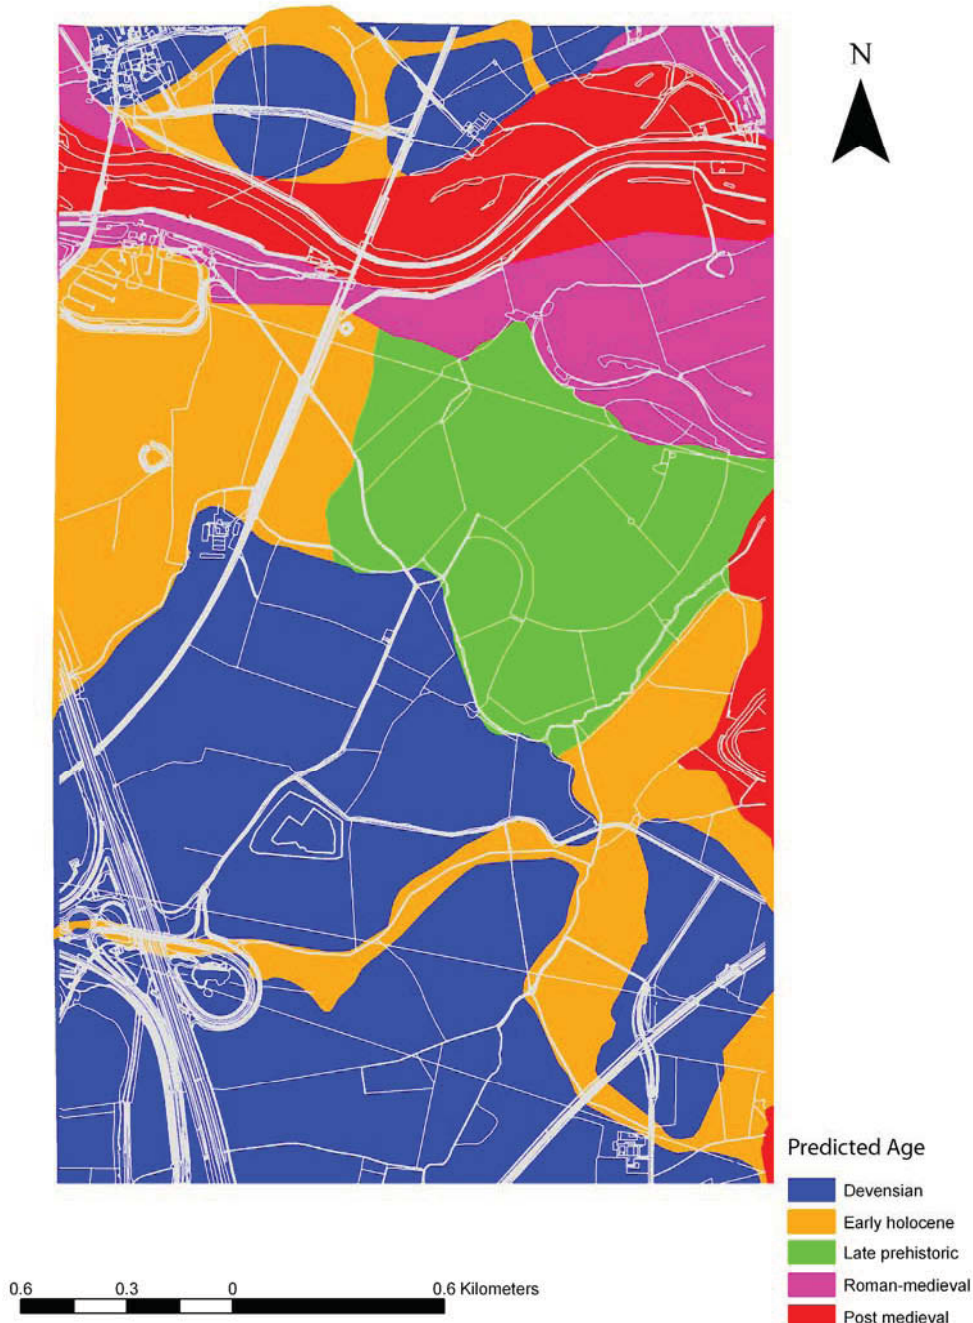 N
Predicted Age
Devensian
Early holocene
Late prehistoric
Roman-medieval
Post medieval
0.6 0.3 0 0.6 Kilometers